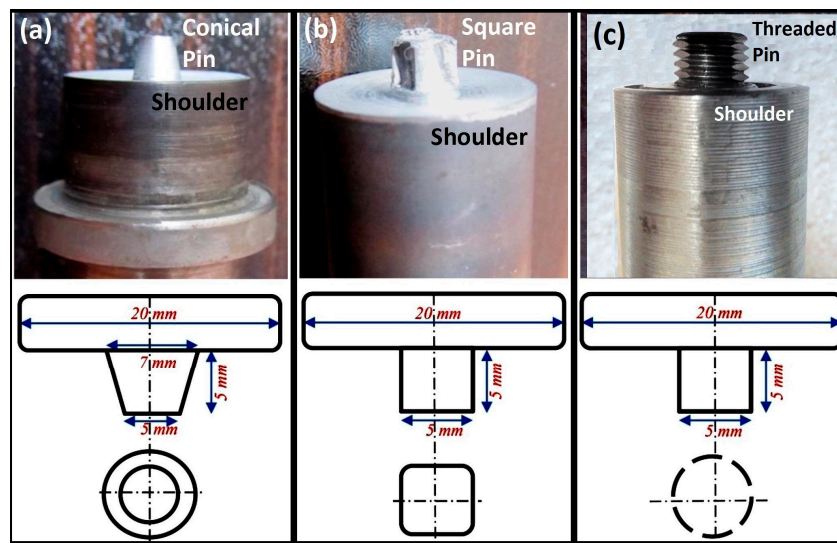 (a)
Conical
Pin
Shoulder
20 mm
7 mm
5 mm
5 mm
(b)
Square
Pin
Shoulder
20 mm
5 mm
5 mm
(c)
Threaded
Pin
Shoulder
20 mm
5 mm
5 mm